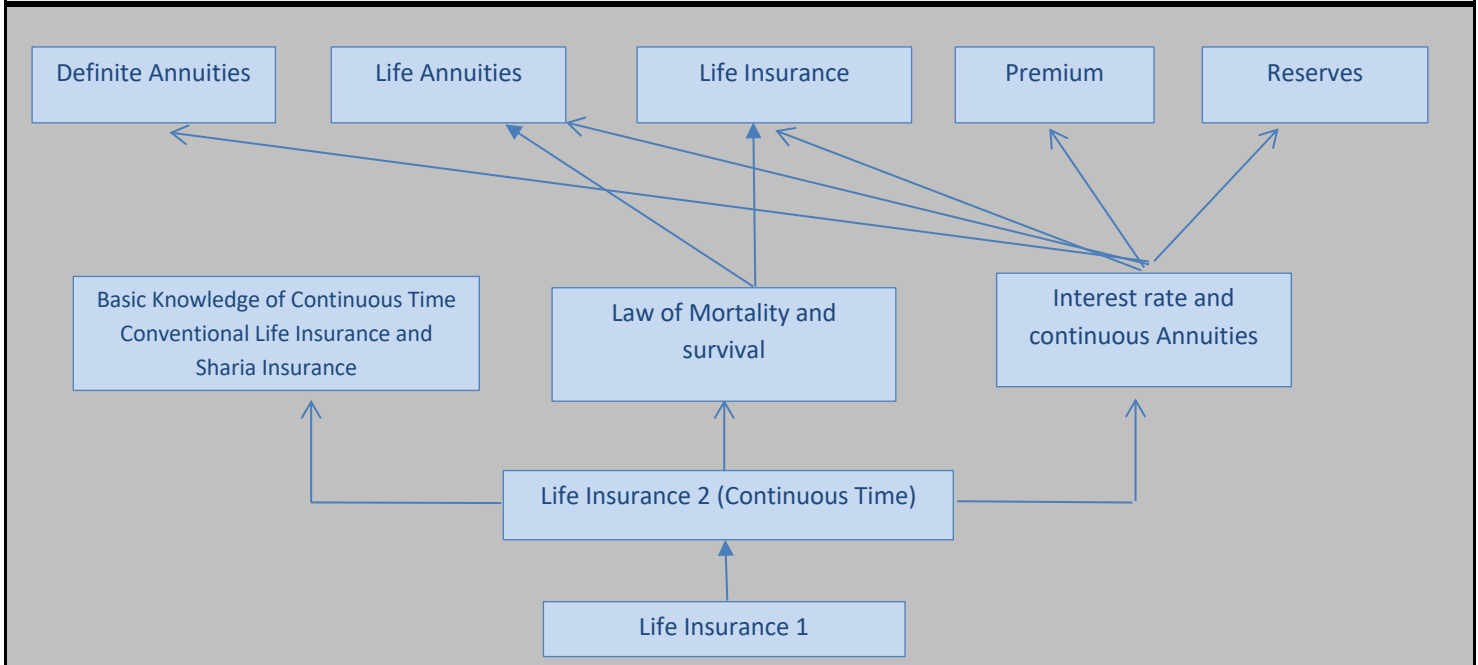 Definite Annuities
Life Annuities
Life Insurance
Premium
Reserves
Basic Knowledge of Continuous Time
Conventional Life Insurance and
Sharia Insurance
Law of Mortality and
survival
Interest rate and
continuous Annuities
Life Insurance 2 (Continuous Time)
Life Insurance 1